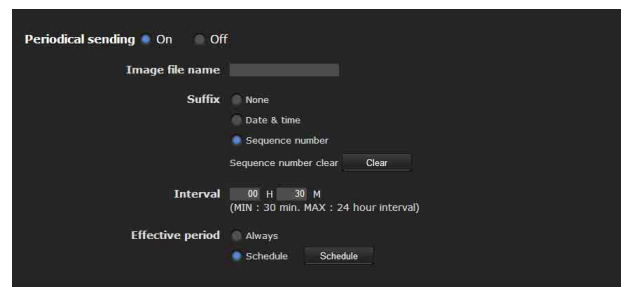 Periodical sending On Off
Image file name
Suffix None
Date & time
Sequence number
Sequence number clear Clear
Interval 00 H 30 M
(MIN : 30 min. MAX : 24 hour interval)
Effective period Always
Schedule Schedule